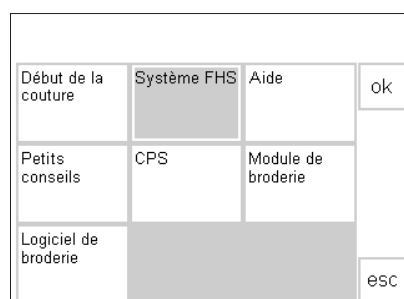 Début de la
couture
Système FHS
Aide
ok
Petits
conseils
CPS
Module de
broderie
Logiciel de
broderie
esc